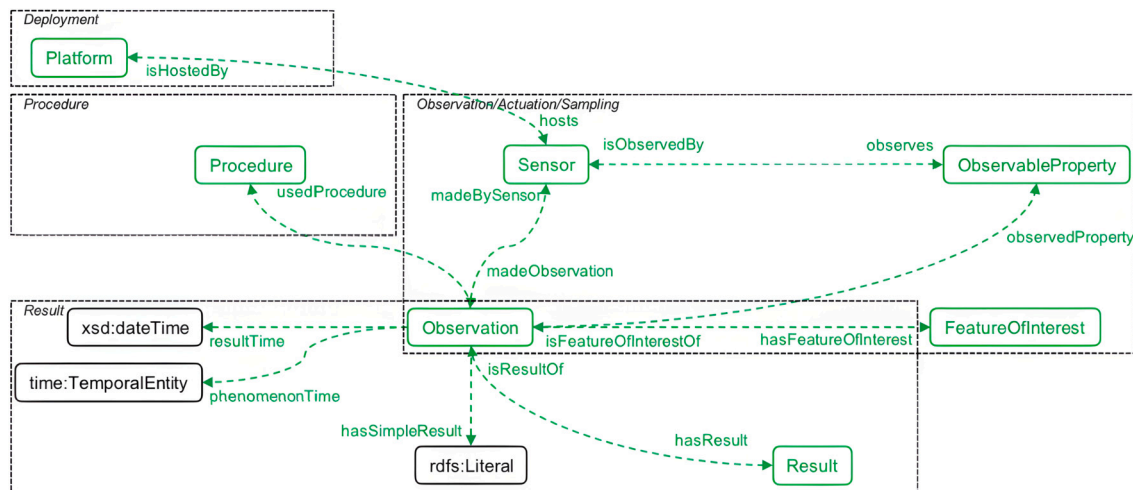 Deployment
Platform
isHostedBy
Procedure
Observation/Actuation/Sampling
hosts
Procedure
Sensor
isObservedBy
observes
ObservableProperty
usedProcedure
madeBySensor
observedProperty
madeObservation
Result
xsd:dateTime
resultTime
Observation
isFeatureOfInterestOf
hasFeatureOfInterest
FeatureOfInterest
time:TemporalEntity
phenomenonTime
isResultOf
hasSimpleResult
hasResult
rdfs:Literal
Result